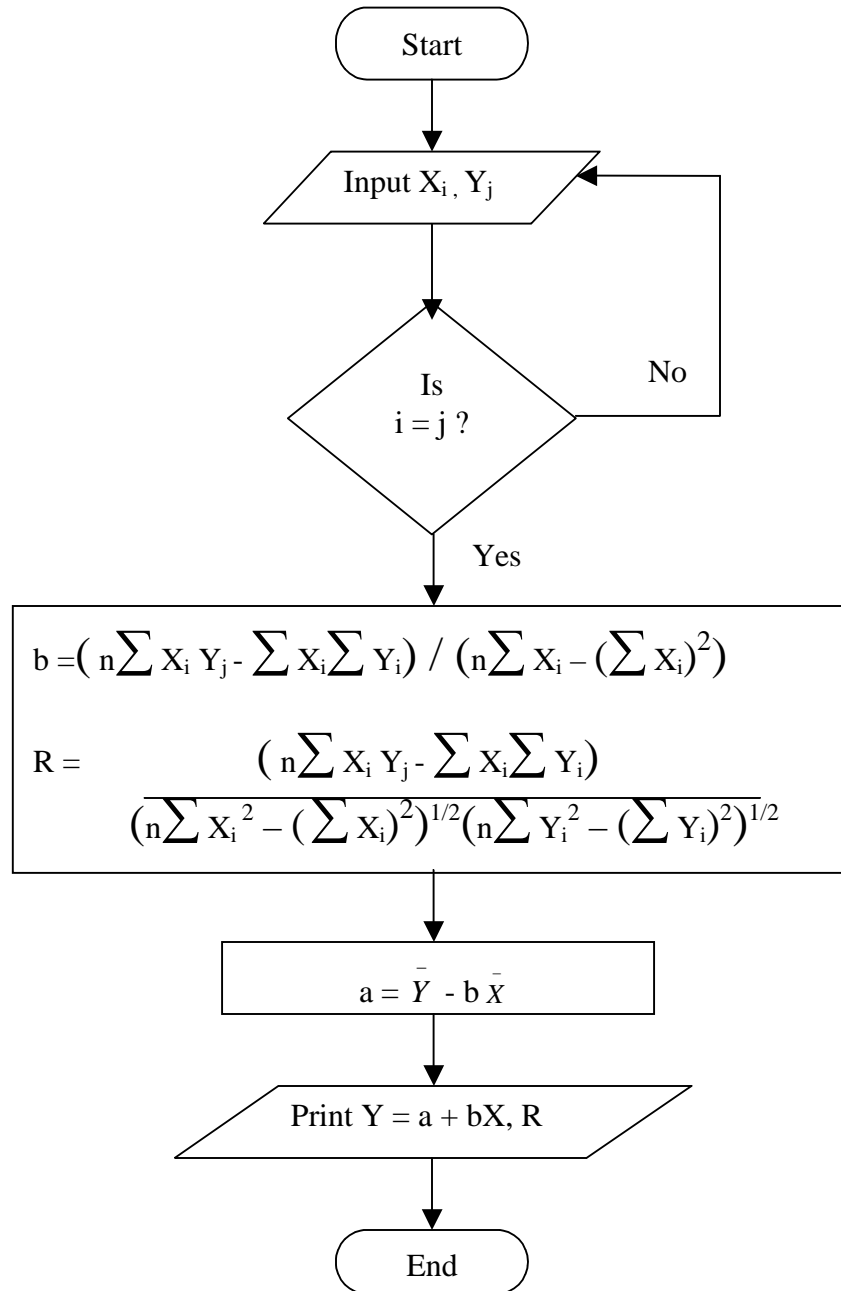 Start
Input Xᵢ , Yⱼ
Is
i = j ?
No
Yes
b =( n∑ Xᵢ Yⱼ - ∑ Xᵢ∑ Yᵢ) / (n∑ Xᵢ – (∑ Xᵢ)²)
R = ( n∑ Xᵢ Yⱼ - ∑ Xᵢ∑ Yᵢ)
(n∑ Xᵢ² – (∑ Xᵢ)²)¹/²(n∑ Yᵢ² – (∑ Yᵢ)²)¹/²
a = Ȳ - b X̄
Print Y = a + bX, R
End